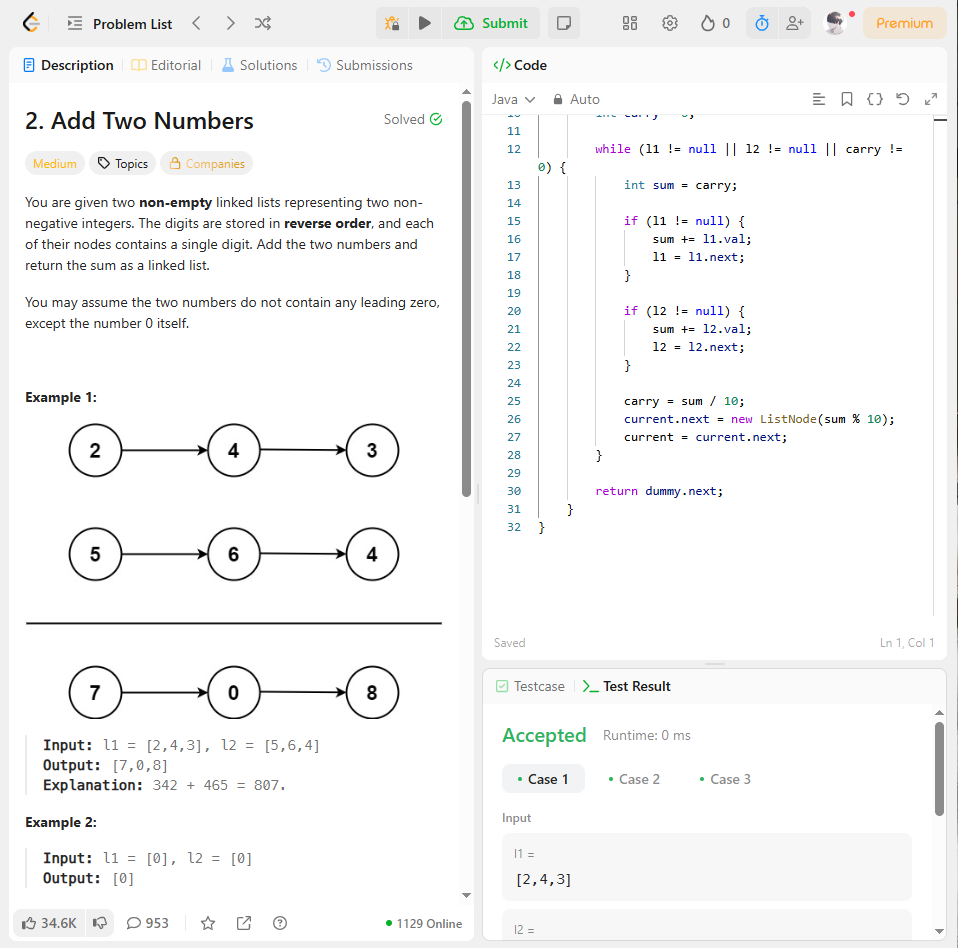 Problem List
Submit
0
Premium
Description
Editorial
Solutions
Submissions
2. Add Two Numbers
Solved
Medium
Topics
Companies
You are given two non-empty linked lists representing two non-
negative integers. The digits are stored in reverse order, and each
of their nodes contains a single digit. Add the two numbers and
return the sum as a linked list.
You may assume the two numbers do not contain any leading zero,
except the number 0 itself.
Example 1:
2 4 3
5 6 4
7 0 8
Input: l1 = [2,4,3], l2 = [5,6,4]
Output: [7,0,8]
Explanation: 342 + 465 = 807.
Example 2:
Input: l1 = [0], l2 = [0]
Output: [0]
34.6K
953
1129 Online
</> Code
Java
Auto
11
12 while (l1 != null || l2 != null || carry !=
0) {
13 int sum = carry;
14
15 if (l1 != null) {
16 sum += l1.val;
17 l1 = l1.next;
18 }
19
20 if (l2 != null) {
21 sum += l2.val;
22 l2 = l2.next;
23 }
24
25 carry = sum / 10;
26 current.next = new ListNode(sum % 10);
27 current = current.next;
28 }
29
30 return dummy.next;
31 }
32 }
Saved
Ln 1, Col 1
Testcase
Test Result
Accepted
Runtime: 0 ms
Case 1
Case 2
Case 3
Input
l1 =
[2,4,3]
l2 =